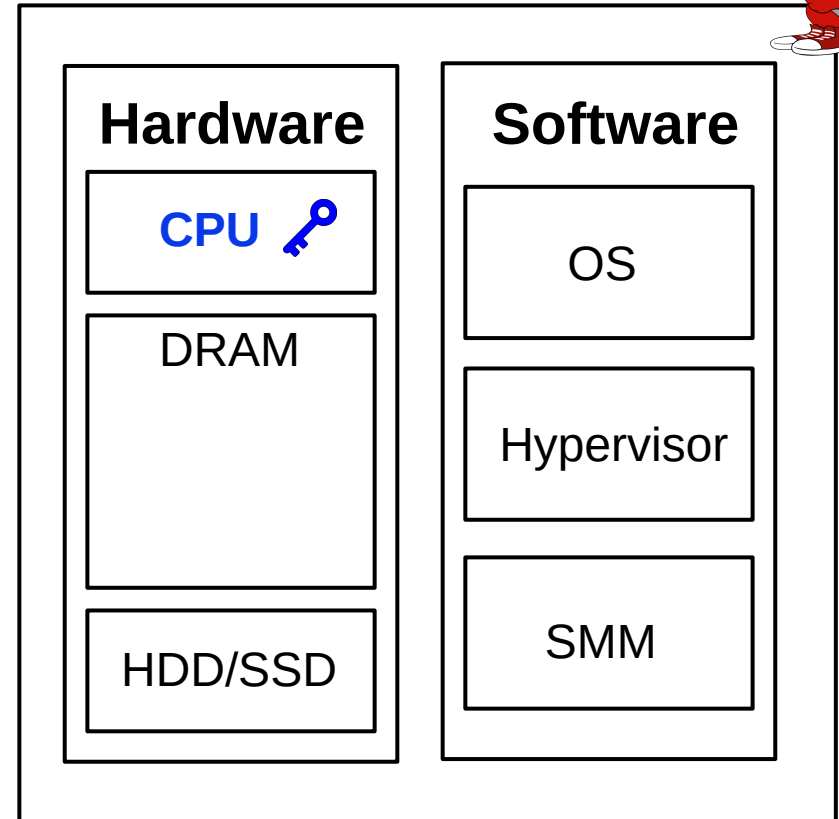 Hardware
CPU
DRAM
HDD/SSD
Software
OS
Hypervisor
SMM